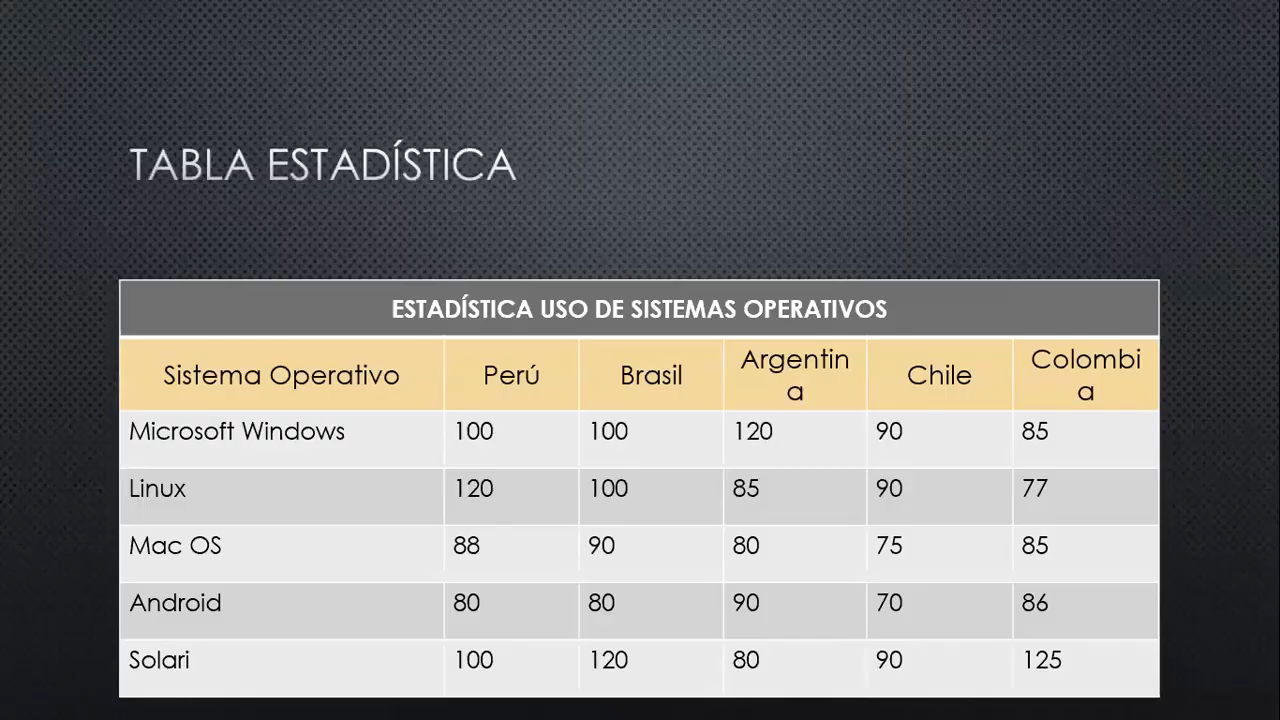 TABLA ESTADÍSTICA
ESTADÍSTICA USO DE SISTEMAS OPERATIVOS
Sistema Operativo Perú Brasil Argentin
a Chile Colombi
a
Microsoft Windows 100 100 120 90 85
Linux 120 100 85 90 77
Mac OS 88 90 80 75 85
Android 80 80 90 70 86
Solari 100 120 80 90 125